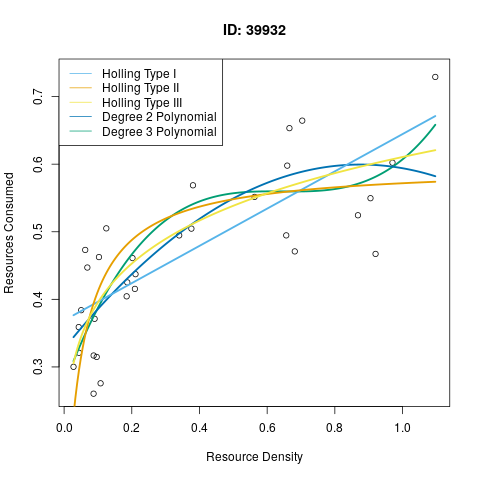 ID: 39932
Holling Type I
Holling Type II
Holling Type III
Degree 2 Polynomial
Degree 3 Polynomial
Resources Consumed
0.7
0.6
0.5
0.4
0.3
0.0 0.2 0.4 0.6 0.8 1.0
Resource Density